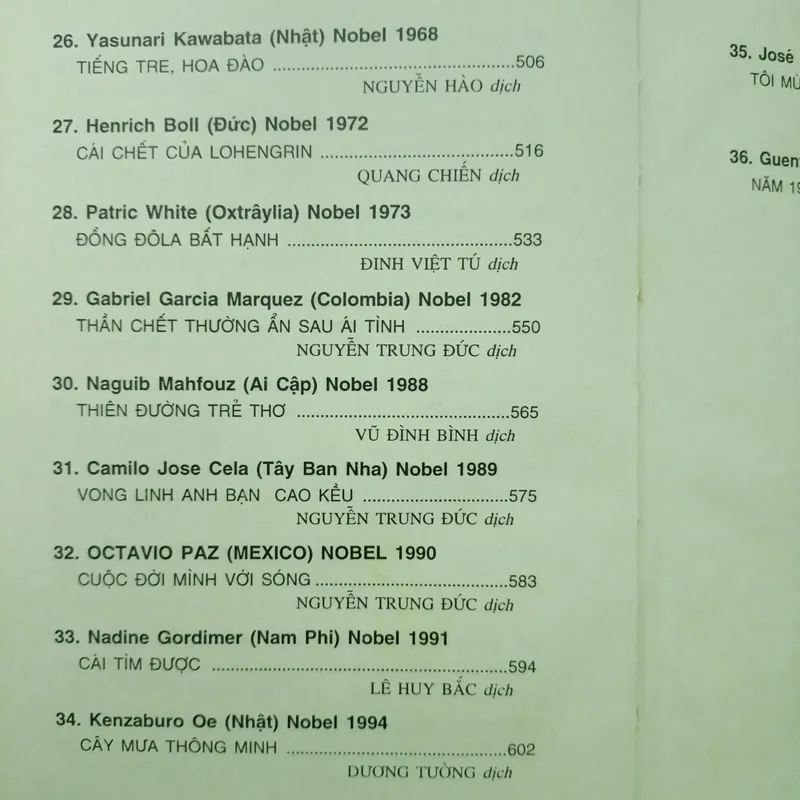 26. Yasunari Kawabata (Nhật) Nobel 1968
TIẾNG TRE, HOA ĐÀO ................................................506
NGUYỄN HÀO dịch
27. Henrich Boll (Đức) Nobel 1972
CÁI CHẾT CỦA LOHENGRIN .......................................516
QUANG CHIẾN dịch
28. Patric White (Oxtrâylia) Nobel 1973
ĐỒNG ĐÔLA BẤT HẠNH .............................................533
ĐINH VIỆT TÚ dịch
29. Gabriel Garcia Marquez (Colombia) Nobel 1982
THẦN CHẾT THƯỜNG ẨN SAU ÁI TÌNH ...................550
NGUYỄN TRUNG ĐỨC dịch
30. Naguib Mahfouz (Ai Cập) Nobel 1988
THIÊN ĐƯỜNG TRẺ THƠ ...........................................565
VŨ ĐÌNH BÌNH dịch
31. Camilo Jose Cela (Tây Ban Nha) Nobel 1989
VONG LINH ANH BẠN CAO KỀU .............................575
NGUYỄN TRUNG ĐỨC dịch
32. OCTAVIO PAZ (MEXICO) NOBEL 1990
CUỘC ĐỜI MÌNH VỚI SÓNG .......................................583
NGUYỄN TRUNG ĐỨC dịch
33. Nadine Gordimer (Nam Phi) Nobel 1991
CÁI TÌM ĐƯỢC ............................................................594
LÊ HUY BẮC dịch
34. Kenzaburo Oe (Nhật) Nobel 1994
CÂY MƯA THÔNG MINH ............................................602
DƯƠNG TƯỜNG dịch
35. José
TÔI
36.
NĂM